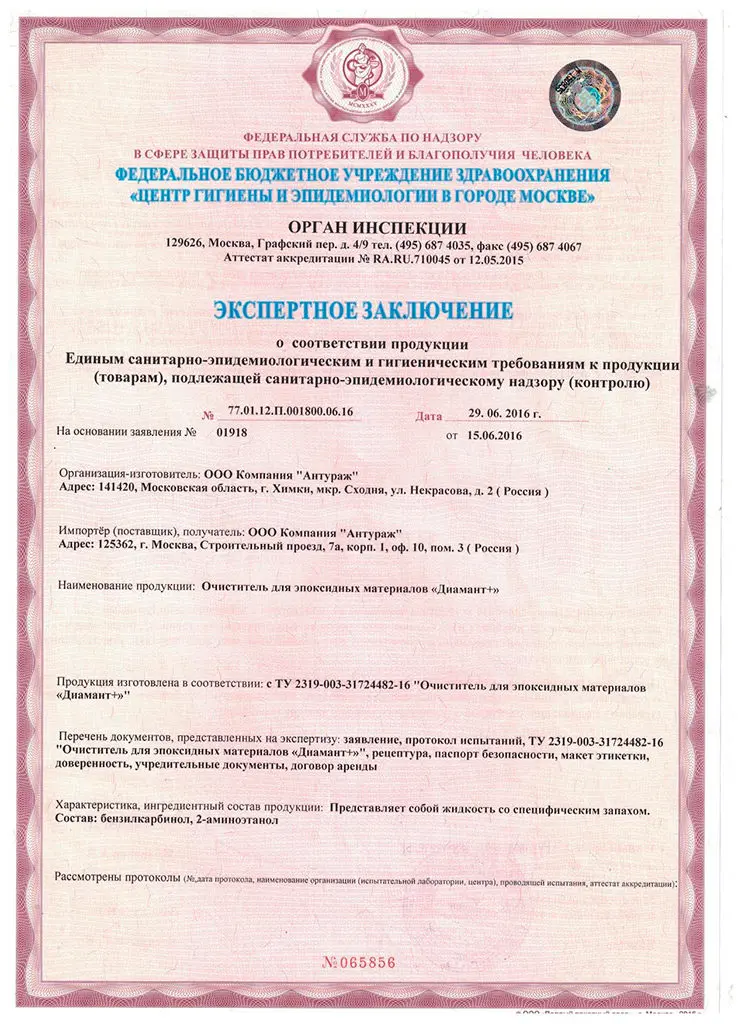 MCMXXXV
ФЕДЕРАЛЬНАЯ СЛУЖБА ПО НАДЗОРУ
В СФЕРЕ ЗАЩИТЫ ПРАВ ПОТРЕБИТЕЛЕЙ И БЛАГОПОЛУЧИЯ ЧЕЛОВЕКА
ФЕДЕРАЛЬНОЕ БЮДЖЕТНОЕ УЧРЕЖДЕНИЕ ЗДРАВООХРАНЕНИЯ
«ЦЕНТР ГИГИЕНЫ И ЭПИДЕМИОЛОГИИ В ГОРОДЕ МОСКВЕ»
ОРГАН ИНСПЕКЦИИ
129626, Москва, Графский пер. д. 4/9 тел. (495) 687 4035, факс (495) 687 4067
Аттестат аккредитации № RA.RU.710045 от 12.05.2015
ЭКСПЕРТНОЕ ЗАКЛЮЧЕНИЕ
о соответствии продукции
Единым санитарно-эпидемиологическим и гигиеническим требованиям к продукции
(товарам), подлежащей санитарно-эпидемиологическому надзору (контролю)
№ 77.01.12.П.001800.06.16 Дата 29. 06. 2016 г.
На основании заявления № 01918 от 15.06.2016
Организация-изготовитель: ООО Компания "Антураж"
Адрес: 141420, Московская область, г. Химки, мкр. Сходня, ул. Некрасова, д. 2 ( Россия )
Импортёр (поставщик), получатель: ООО Компания "Антураж"
Адрес: 125362, г. Москва, Строительный проезд, 7а, корп. 1, оф. 10, пом. 3 ( Россия )
Наименование продукции: Очиститель для эпоксидных материалов «Диамант+»
Продукция изготовлена в соответствии: с ТУ 2319-003-31724482-16 "Очиститель для эпоксидных материалов
«Диамант+»"
Перечень документов, представленных на экспертизу: заявление, протокол испытаний, ТУ 2319-003-31724482-16
"Очиститель для эпоксидных материалов «Диамант+»", рецептура, паспорт безопасности, макет этикетки,
доверенность, учредительные документы, договор аренды
Характеристика, ингредиентный состав продукции: Представляет собой жидкость со специфическим запахом.
Состав: бензилкарбинол, 2-аминоэтанол
Рассмотрены протоколы (№,дата протокола, наименование организации (испытательной лаборатории, центра), проводящей испытания, аттестат аккредитации):
№065856